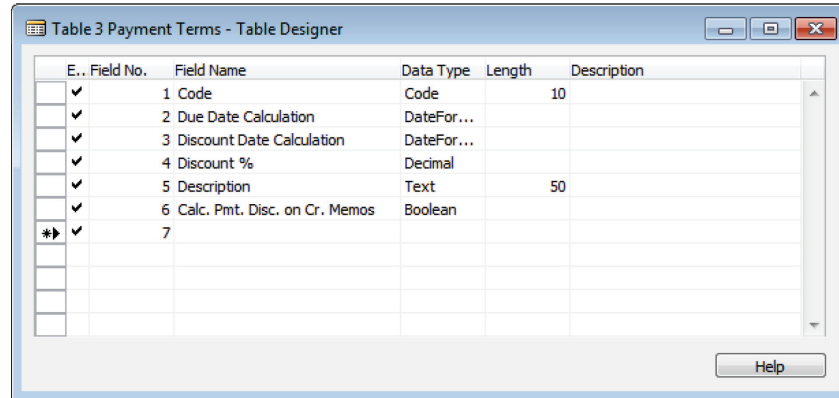 Table 3 Payment Terms - Table Designer
E.. Field No. Field Name Data Type Length Description
1 Code Code 10
2 Due Date Calculation DateFor...
3 Discount Date Calculation DateFor...
4 Discount % Decimal
5 Description Text 50
6 Calc. Pmt. Disc. on Cr. Memos Boolean
7
Help